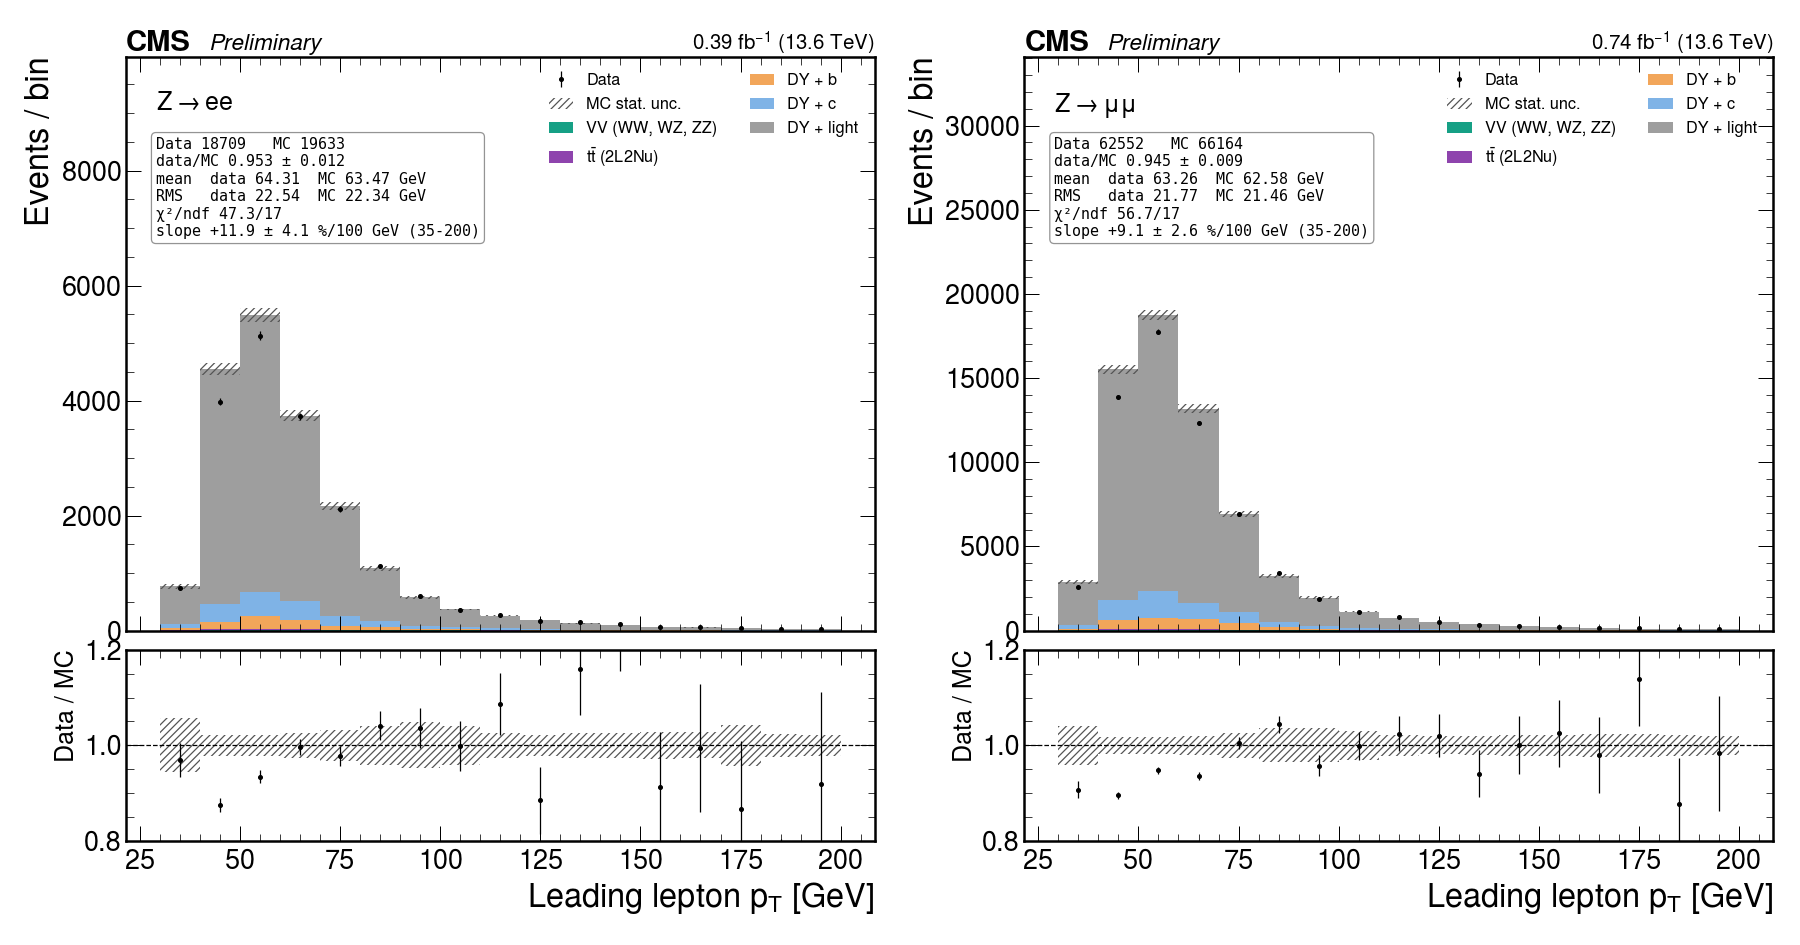 CMS Preliminary 0.39 fb⁻¹ (13.6 TeV)
Events / bin
Z → ee
Data
MC stat. unc.
VV (WW, WZ, ZZ)
tt̄ (2L2Nu)
DY + b
DY + c
DY + light
Data 18709   MC 19633
data/MC 0.953 ± 0.012
mean  data 64.31  MC 63.47 GeV
RMS   data 22.54  MC 22.34 GeV
χ²/ndf 47.3/17
slope +11.9 ± 4.1 %/100 GeV (35-200)
8000
6000
4000
2000
0
Data / MC
1.2
1.0
0.8
25 50 75 100 125 150 175 200
Leading lepton p_T [GeV]
CMS Preliminary 0.74 fb⁻¹ (13.6 TeV)
Events / bin
Z → μμ
Data
MC stat. unc.
VV (WW, WZ, ZZ)
tt̄ (2L2Nu)
DY + b
DY + c
DY + light
Data 62552   MC 66164
data/MC 0.945 ± 0.009
mean  data 63.26  MC 62.58 GeV
RMS   data 21.77  MC 21.46 GeV
χ²/ndf 56.7/17
slope +9.1 ± 2.6 %/100 GeV (35-200)
30000
25000
20000
15000
10000
5000
0
Data / MC
1.2
1.0
0.8
25 50 75 100 125 150 175 200
Leading lepton p_T [GeV]